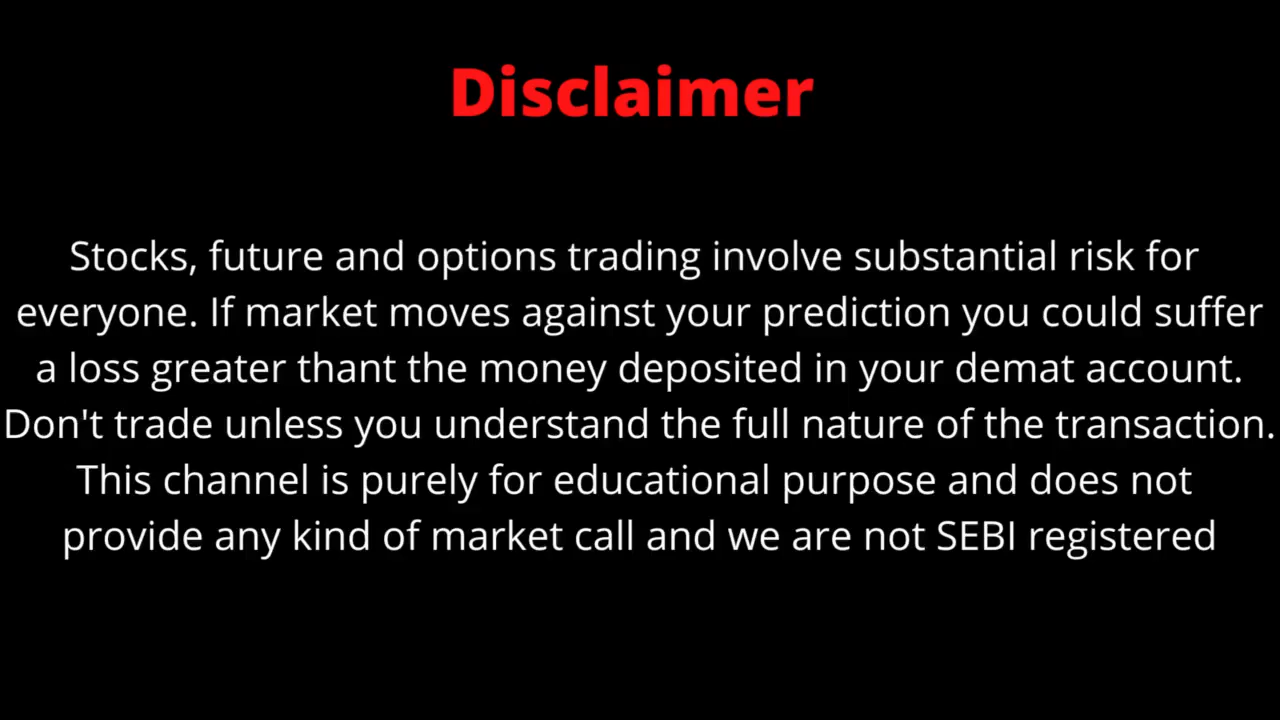 Disclaimer
Stocks, future and options trading involve substantial risk for
everyone. If market moves against your prediction you could suffer
a loss greater thant the money deposited in your demat account.
Don't trade unless you understand the full nature of the transaction.
This channel is purely for educational purpose and does not
provide any kind of market call and we are not SEBI registered